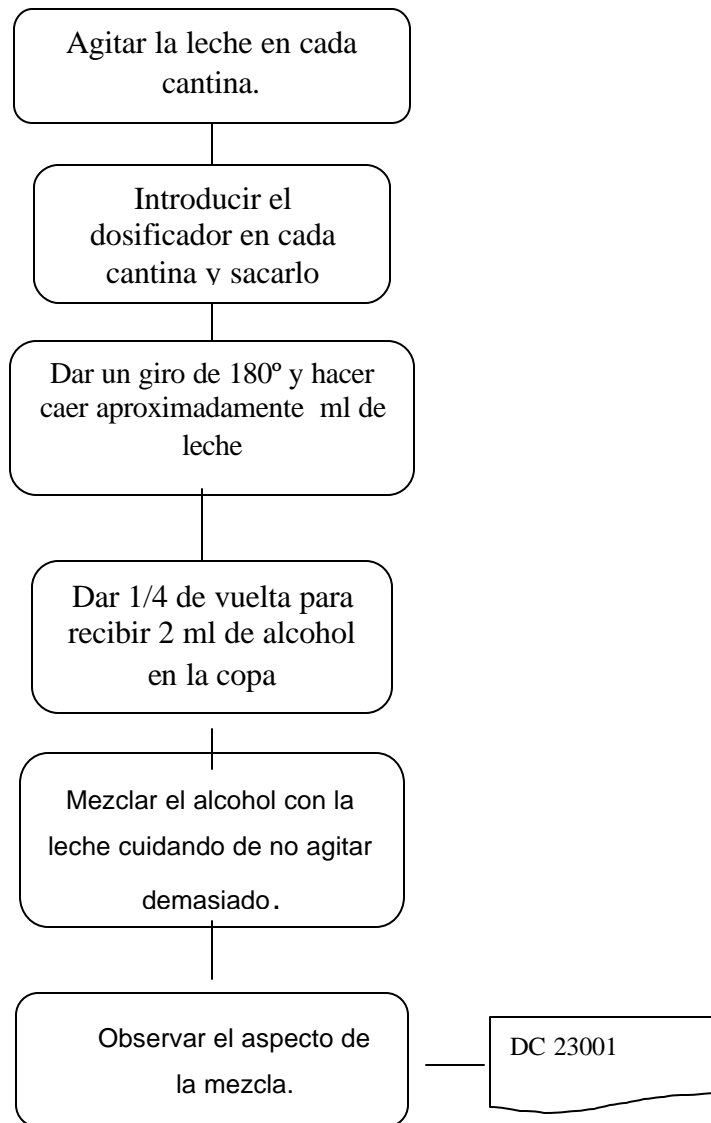 Agitar la leche en cada
cantina.
Introducir el
dosificador en cada
cantina y sacarlo
Dar un giro de 180º y hacer
caer aproximadamente ml de
leche
Dar 1/4 de vuelta para
recibir 2 ml de alcohol
en la copa
Mezclar el alcohol con la
leche cuidando de no agitar
demasiado.
Observar el aspecto de
la mezcla.
DC 23001